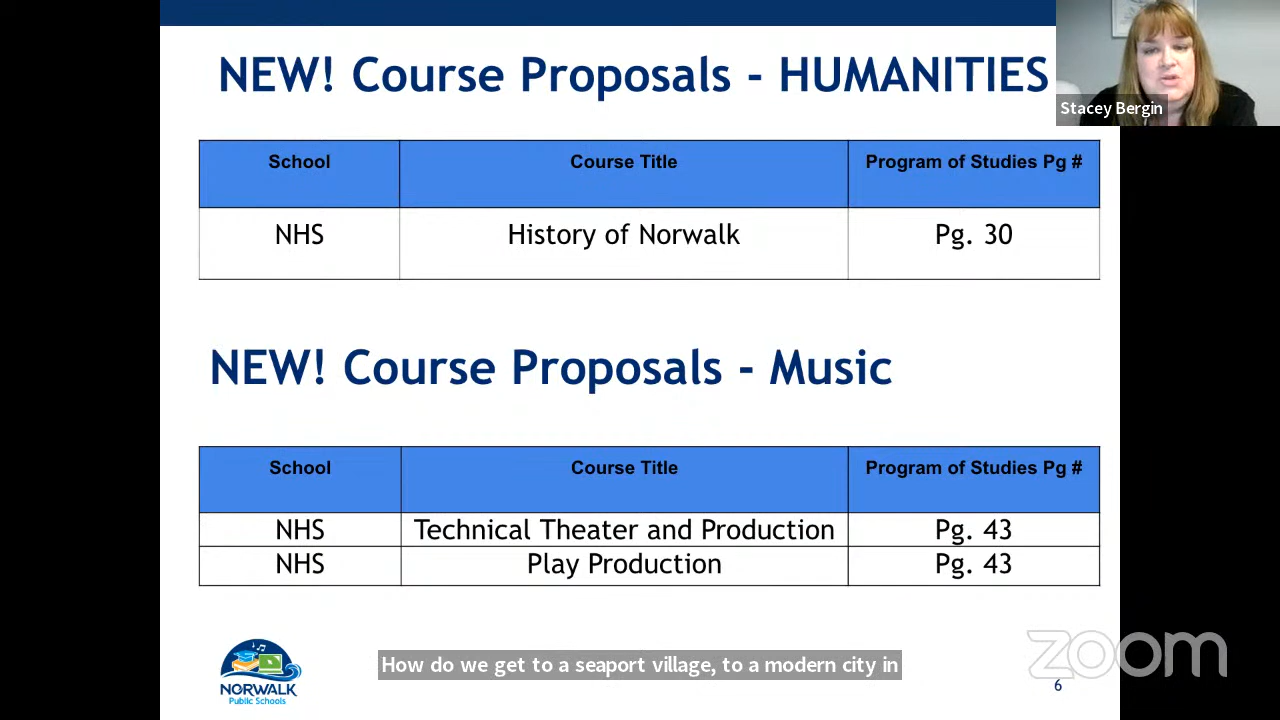 NEW! Course Proposals - HUMANITIES
Stacey Bergin
School Course Title Program of Studies Pg #
NHS History of Norwalk Pg. 30
NEW! Course Proposals - Music
School Course Title Program of Studies Pg #
NHS Technical Theater and Production Pg. 43
NHS Play Production Pg. 43
NORWALK
Public Schools
How do we get to a seaport village, to a modern city in
zoom
6